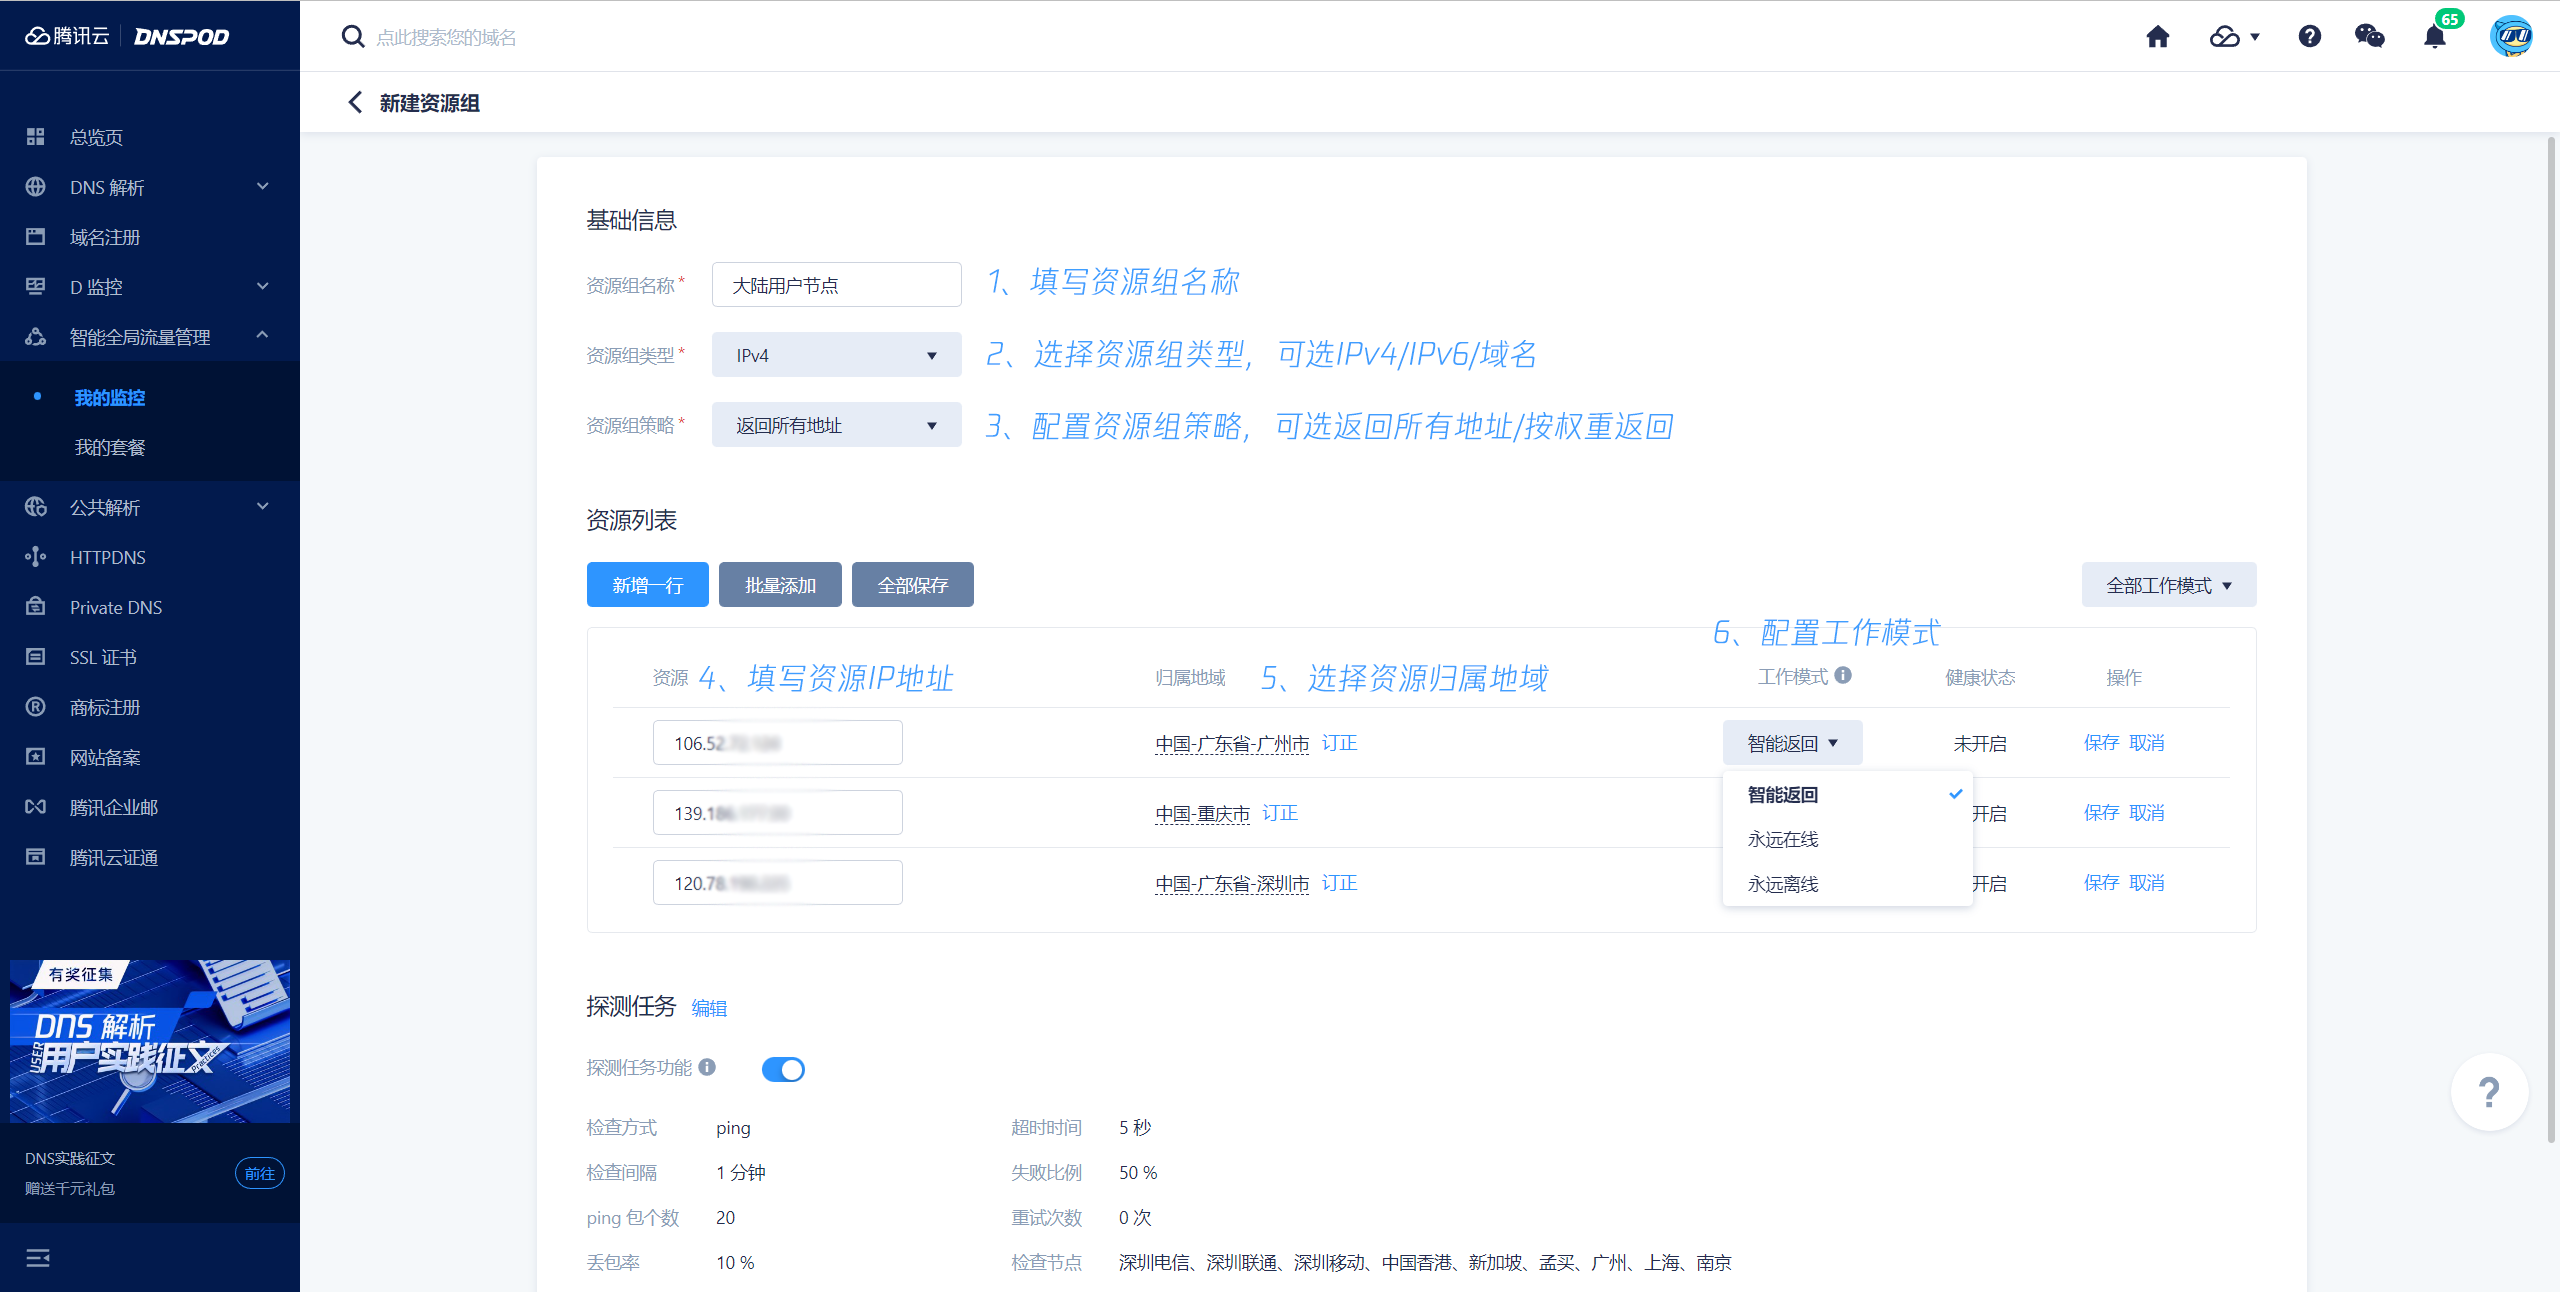 腾讯云 DNSPOD
点此搜索您的域名
65
新建资源组
总览页
DNS 解析
域名注册
D 监控
智能全局流量管理
我的监控
我的套餐
公共解析
HTTPDNS
Private DNS
SSL 证书
商标注册
网站备案
腾讯企业邮
腾讯云证通
有奖征集
DNS 解析
用户实践征文
USER
PRACTICES
DNS实践征文
赠送千元礼包
前往
基础信息
资源组名称* 大陆用户节点 1、填写资源组名称
资源组类型* IPv4 2、选择资源组类型，可选IPv4/IPv6/域名
资源组策略* 返回所有地址 3、配置资源组策略，可选返回所有地址/按权重返回
资源列表
新增一行 批量添加 全部保存 全部工作模式
6、配置工作模式
资源 4、填写资源IP地址 归属地域 5、选择资源归属地域 工作模式 健康状态 操作
106.52. 中国-广东省-广州市 订正 智能返回 未开启 保存 取消
智能返回
139.186. 中国-重庆市 订正 开启 保存 取消
永远在线
120.78. 中国-广东省-深圳市 订正 永远离线 开启 保存 取消
探测任务 编辑
探测任务功能
检查方式 ping 超时时间 5 秒
检查间隔 1 分钟 失败比例 50 %
ping 包个数 20 重试次数 0 次
丢包率 10 % 检查节点 深圳电信、深圳联通、深圳移动、中国香港、新加坡、孟买、广州、上海、南京